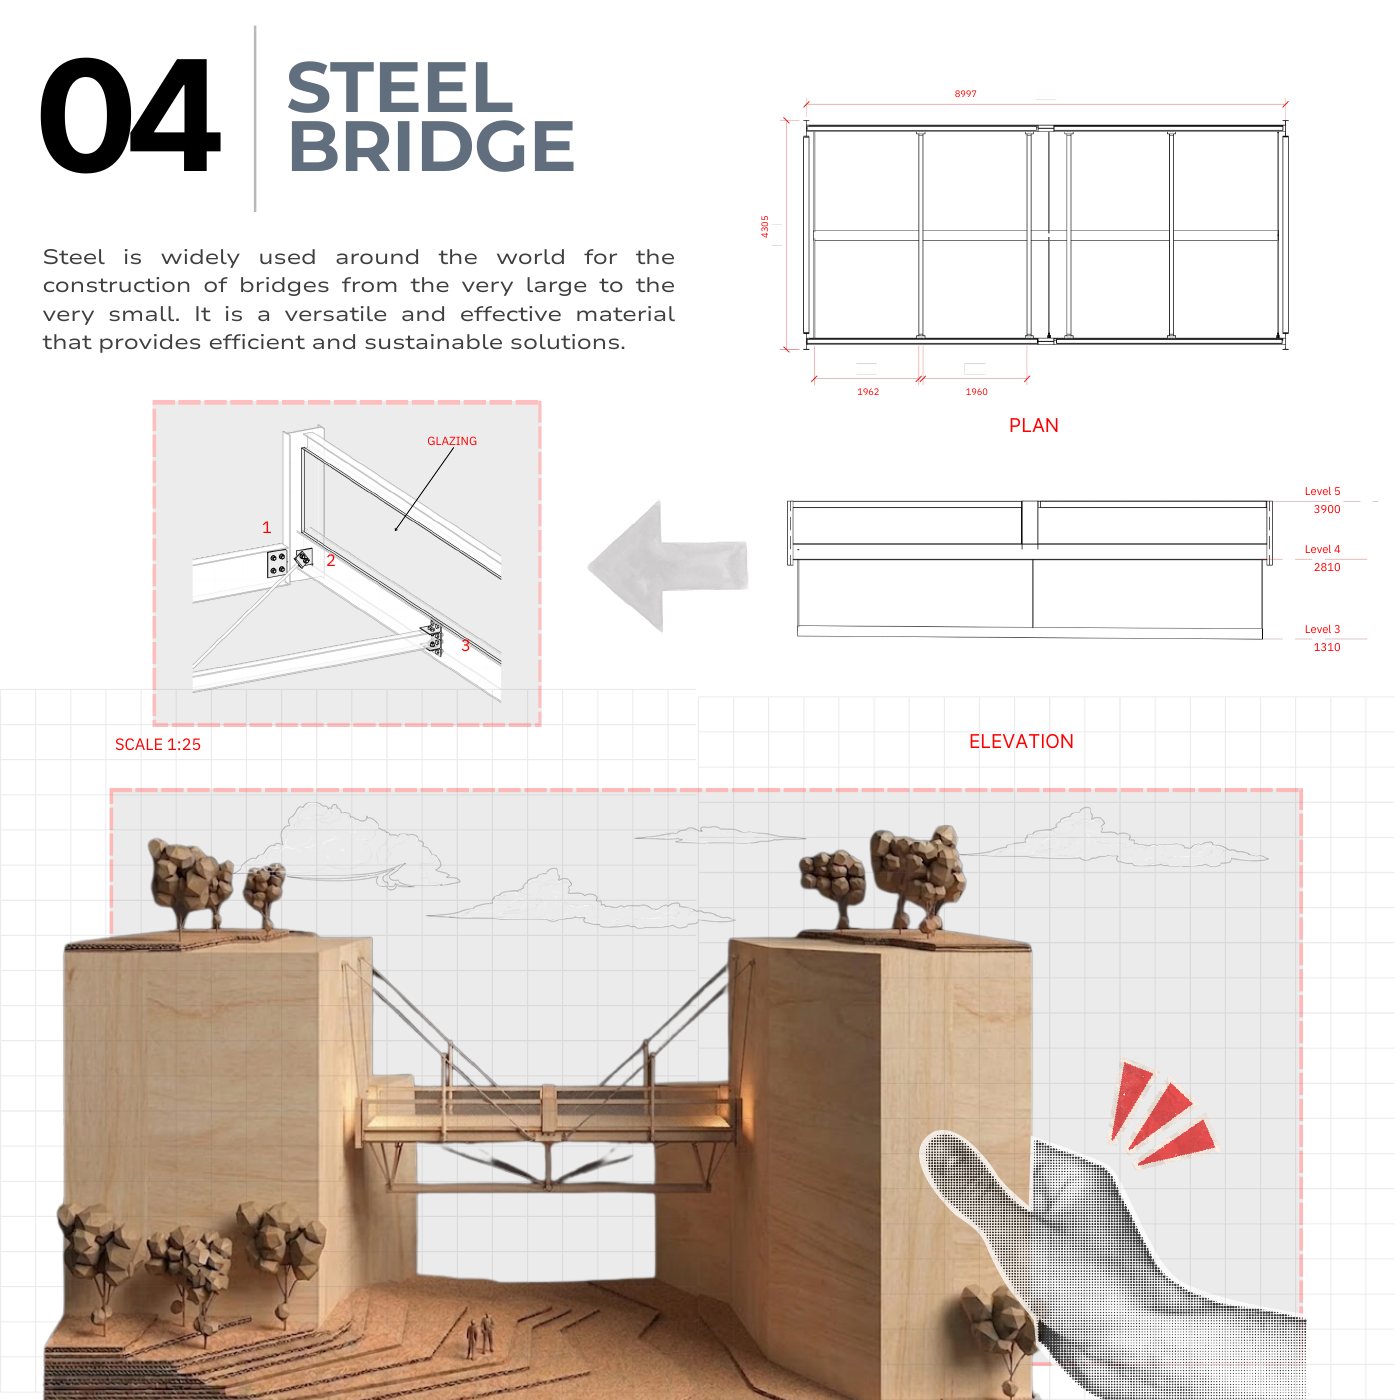 04
STEEL
BRIDGE
Steel is widely used around the world for the
construction of bridges from the very large to the
very small. It is a versatile and effective material
that provides efficient and sustainable solutions.
8997
4305
1962
1960
PLAN
GLAZING
1
2
3
SCALE 1:25
Level 5
3900
Level 4
2810
Level 3
1310
ELEVATION